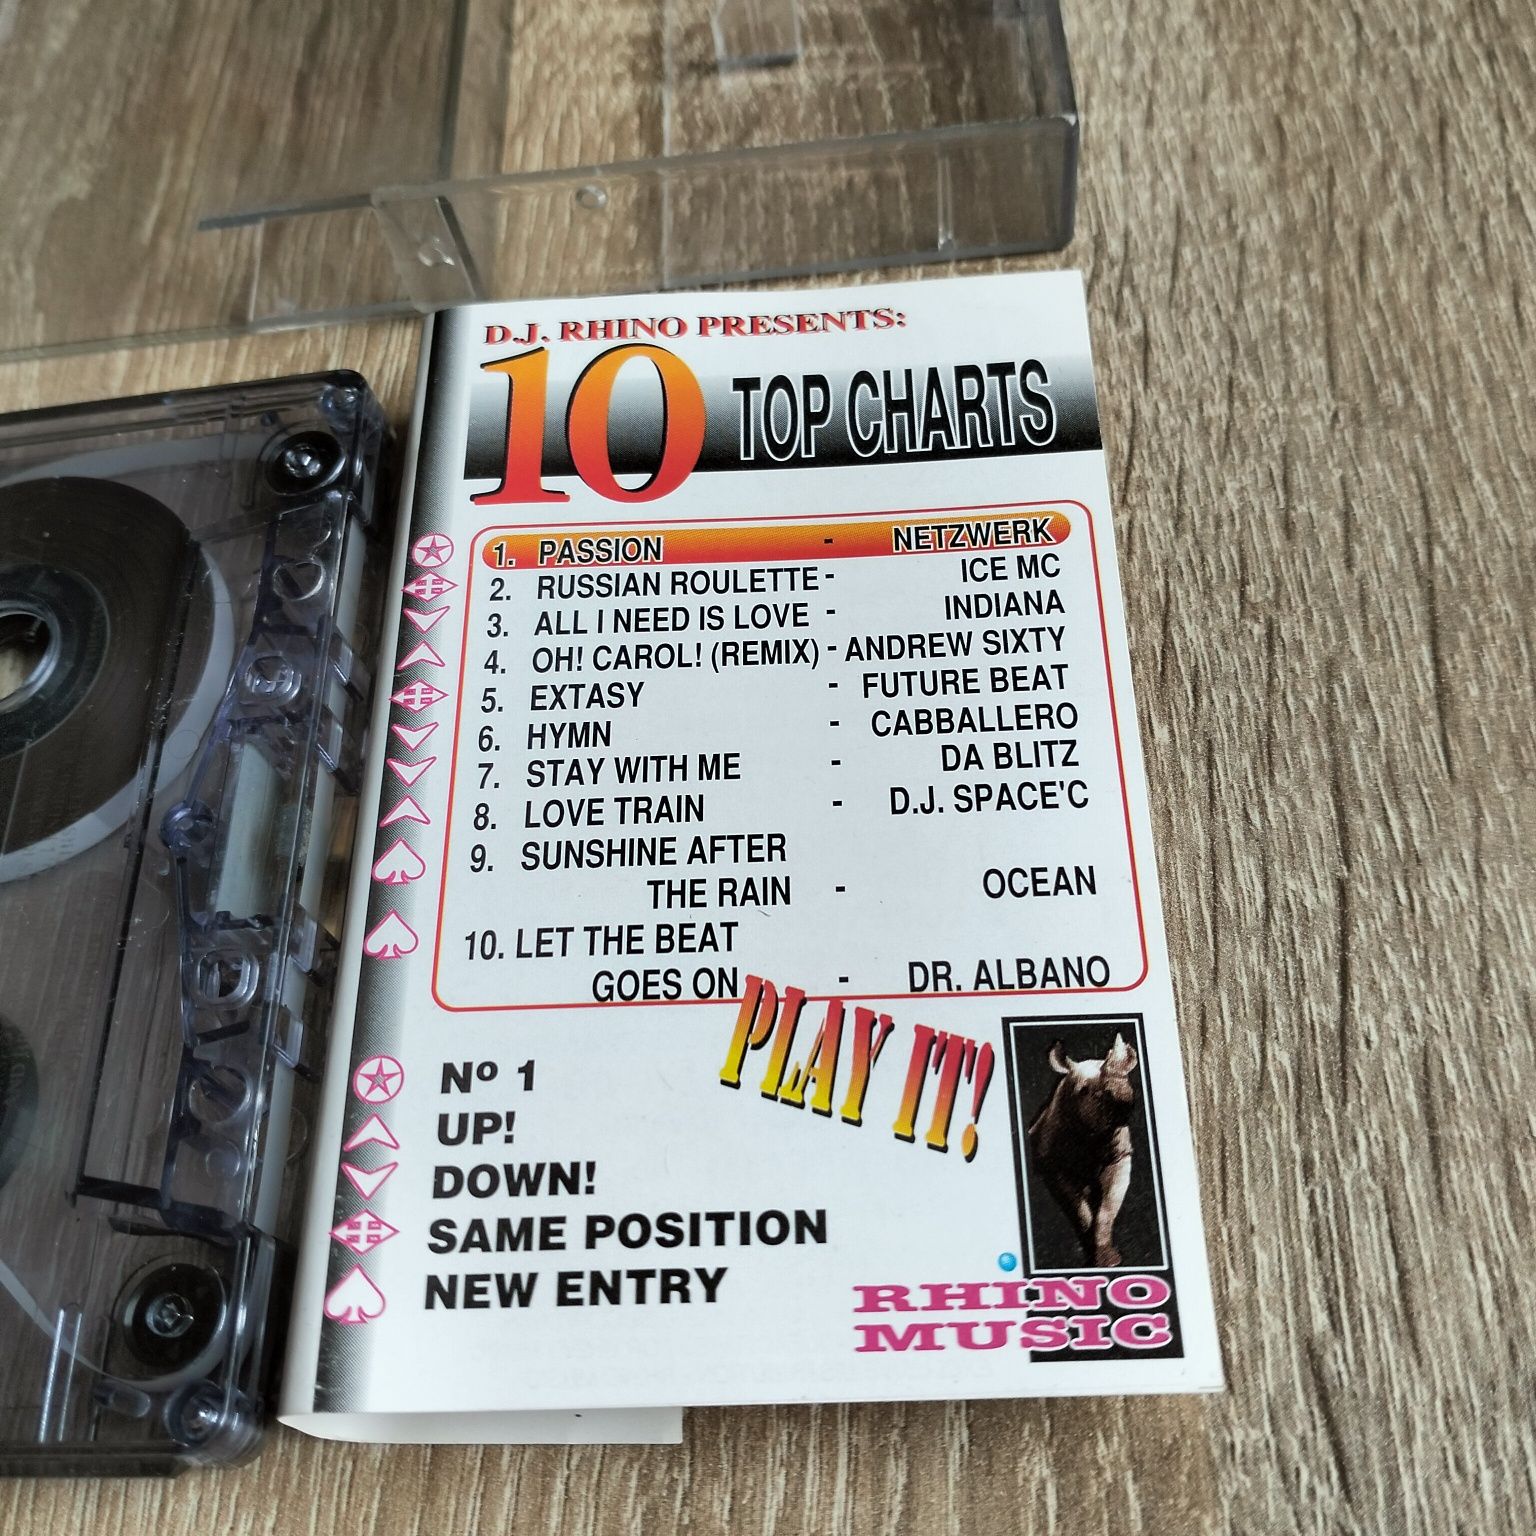 D.J. RHINO PRESENTS:
10 TOP CHARTS
1. PASSION - NETZWERK
2. RUSSIAN ROULETTE - ICE MC
3. ALL I NEED IS LOVE - INDIANA
4. OH! CAROL! (REMIX) - ANDREW SIXTY
5. EXTASY - FUTURE BEAT
6. HYMN - CABBALLERO
7. STAY WITH ME - DA BLITZ
8. LOVE TRAIN - D.J. SPACE'C
9. SUNSHINE AFTER
THE RAIN - OCEAN
10. LET THE BEAT
GOES ON - DR. ALBANO
PLAY IT!
Nº 1
UP!
DOWN!
SAME POSITION
NEW ENTRY
RHINO
MUSIC